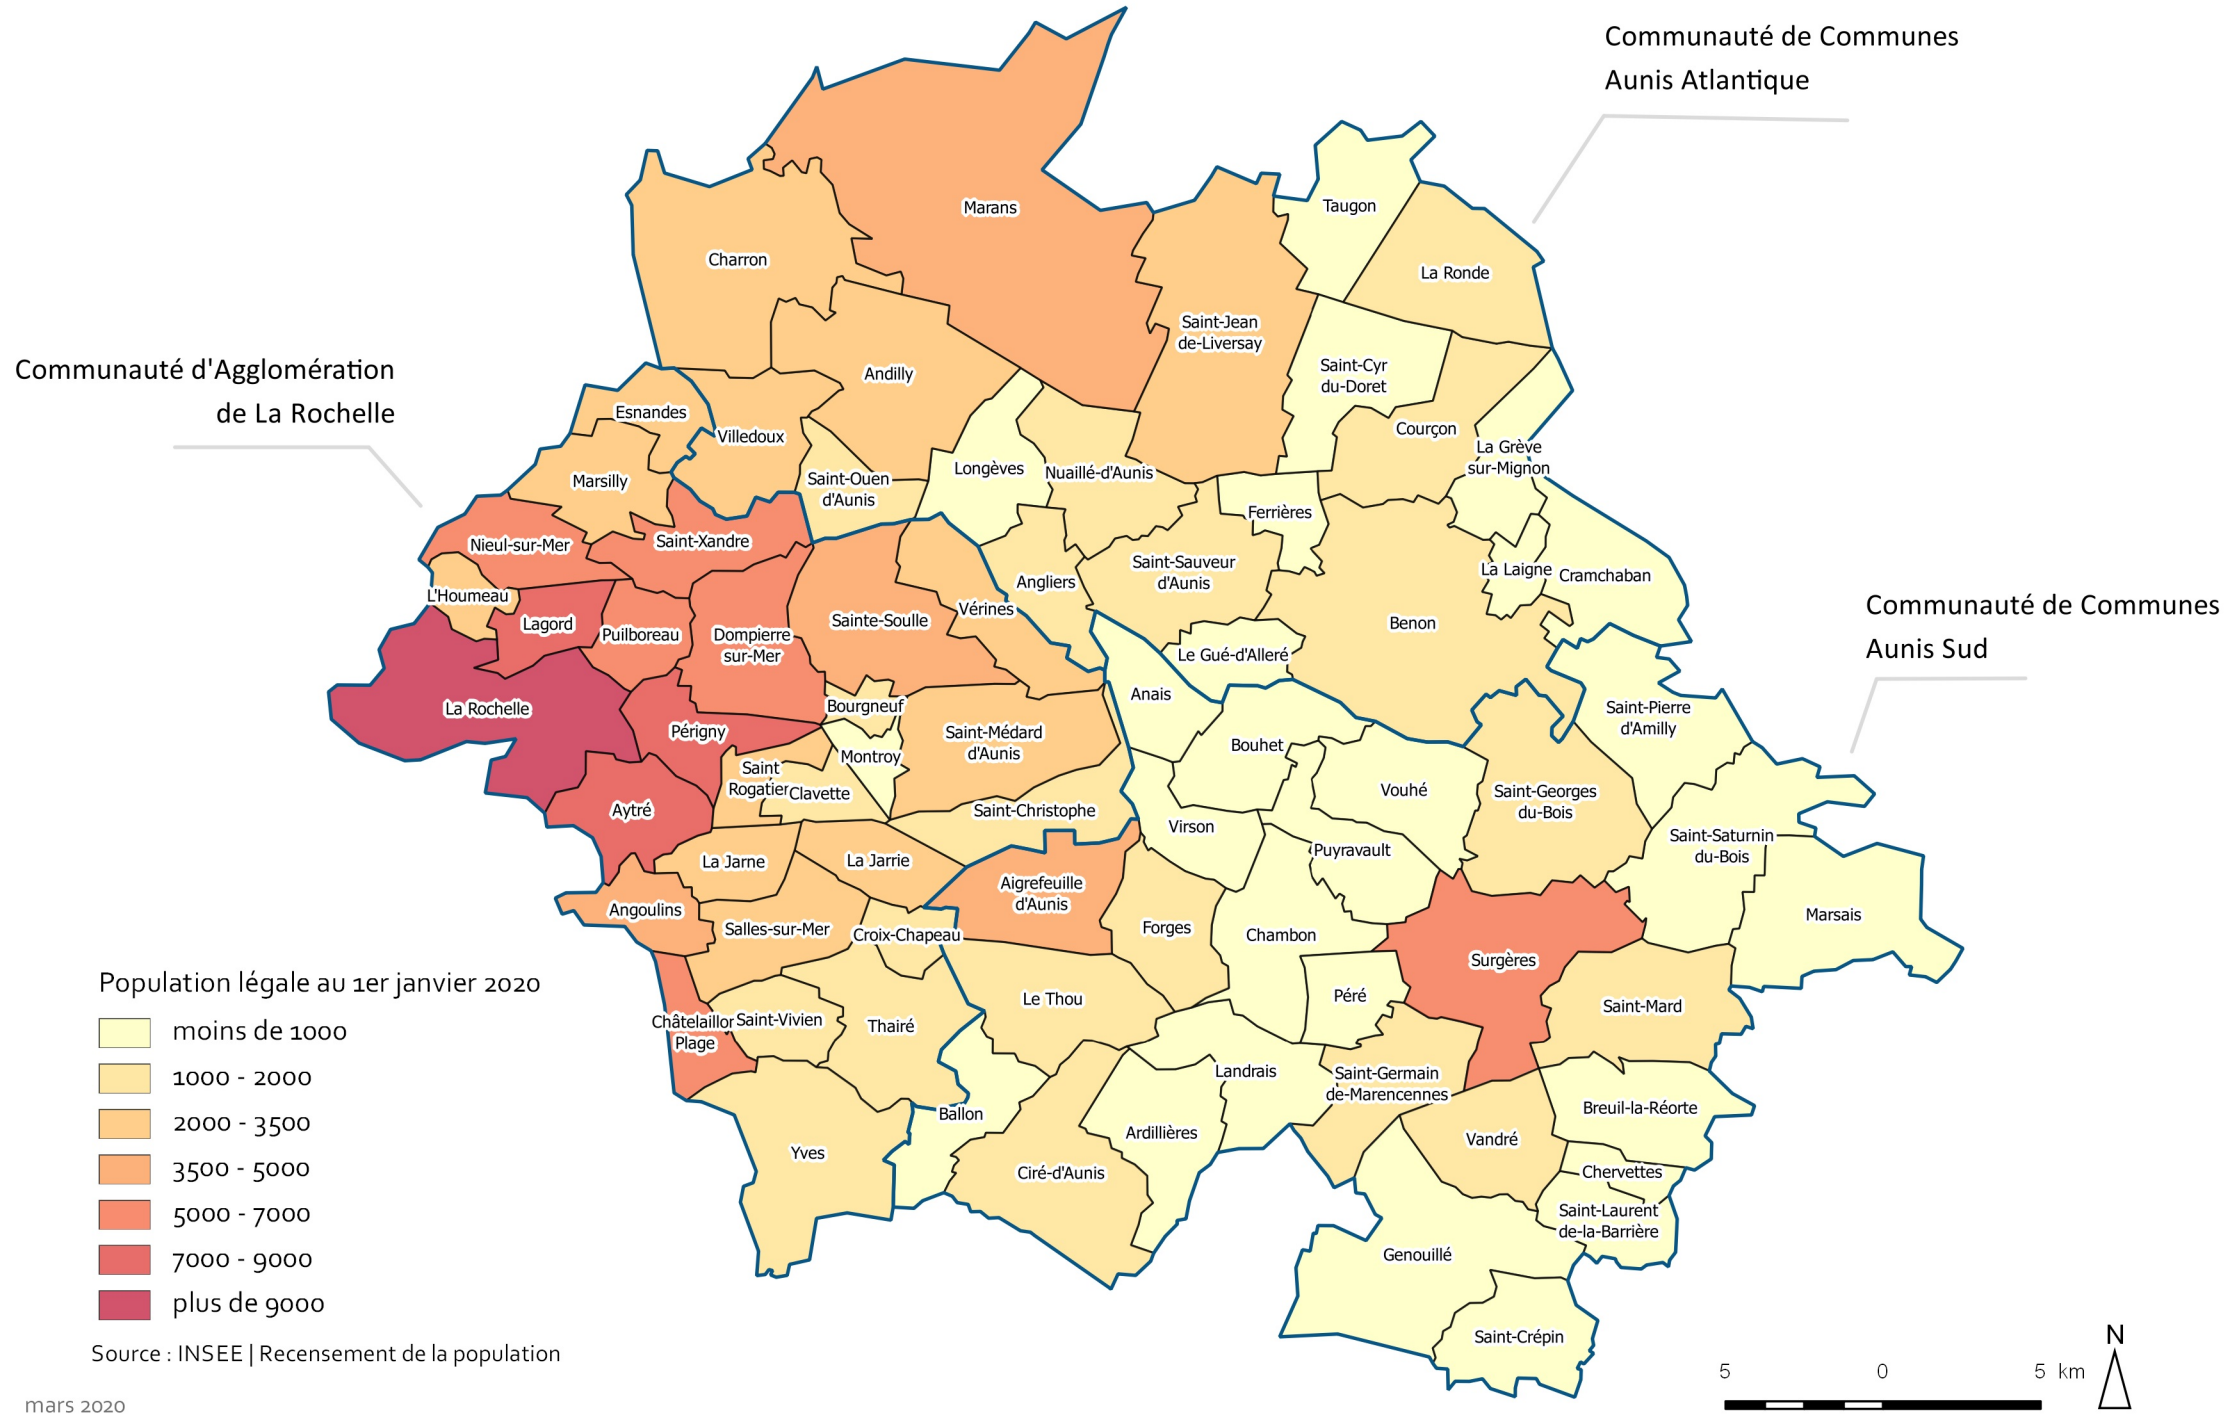 Communauté de Communes
Aunis Atlantique
Communauté d'Agglomération
de La Rochelle
Communauté de Communes
Aunis Sud
Marans
Taugon
Charron
La Ronde
Saint-Jean
de-Liversay
Saint-Cyr
du-Doret
Andilly
Esnandes
Villedoux
Courçon
La Grève
sur-Mignon
Longèves
Nuaillé-d'Aunis
Marsilly
Saint-Ouen
d'Aunis
Ferrières
Nieul-sur-Mer
Saint-Xandre
Saint-Sauveur
d'Aunis
Angliers
La Laigne
Cramchaban
L'Houmeau
Vérines
Lagord
Puilboreau
Dompierre
sur-Mer
Sainte-Soulle
Benon
Le Gué-d'Alleré
Anais
La Rochelle
Bourgneuf
Saint-Pierre
d'Amilly
Périgny
Saint-Médard
d'Aunis
Bouhet
Montroy
Saint
Rogatien
Clavette
Vouhé
Saint-Georges
du-Bois
Aytré
Saint-Christophe
Virson
Saint-Saturnin
du-Bois
Puyravault
La Jarne
La Jarrie
Aigrefeuille
d'Aunis
Angoulins
Salles-sur-Mer
Croix-Chapeau
Forges
Chambon
Marsais
Surgères
Le Thou
Péré
Saint-Mard
Châtelaillon
Plage
Saint-Vivien
Thairé
Landrais
Saint-Germain
de-Marencennes
Ballon
Breuil-la-Réorte
Ardillières
Vandré
Yves
Ciré-d'Aunis
Chervettes
Saint-Laurent
de-la-Barrière
Genouillé
Saint-Crépin
Population légale au 1er janvier 2020
moins de 1000
1000 - 2000
2000 - 3500
3500 - 5000
5000 - 7000
7000 - 9000
plus de 9000
Source : INSEE | Recensement de la population
mars 2020
N
5 0 5 km